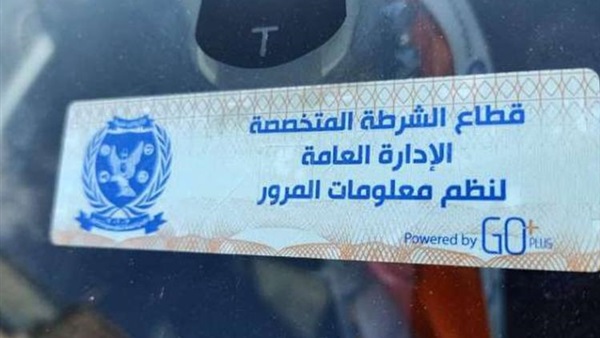 T
قطاع الشرطة المتخصصة
الإدارة العامة
لنظم معلومات المرور
Powered by GO+ PLUS